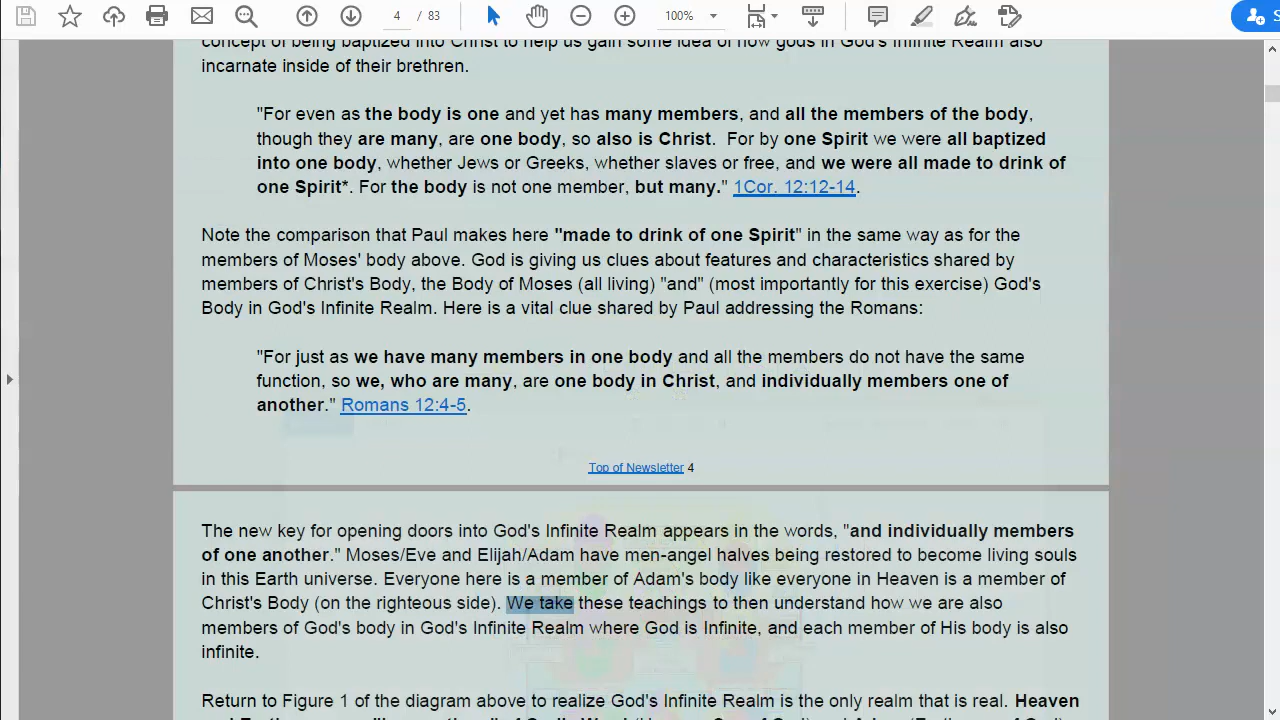 4 / 83 100% S
concept of being baptized into Christ to help us gain some idea of how gods in God's Infinite Realm also
incarnate inside of their brethren.
"For even as the body is one and yet has many members, and all the members of the body,
though they are many, are one body, so also is Christ.  For by one Spirit we were all baptized
into one body, whether Jews or Greeks, whether slaves or free, and we were all made to drink of
one Spirit*. For the body is not one member, but many." 1Cor. 12:12-14.
Note the comparison that Paul makes here "made to drink of one Spirit" in the same way as for the
members of Moses' body above. God is giving us clues about features and characteristics shared by
members of Christ's Body, the Body of Moses (all living) "and" (most importantly for this exercise) God's
Body in God's Infinite Realm. Here is a vital clue shared by Paul addressing the Romans:
"For just as we have many members in one body and all the members do not have the same
function, so we, who are many, are one body in Christ, and individually members one of
another." Romans 12:4-5.
Top of Newsletter 4
The new key for opening doors into God's Infinite Realm appears in the words, "and individually members
of one another." Moses/Eve and Elijah/Adam have men-angel halves being restored to become living souls
in this Earth universe. Everyone here is a member of Adam's body like everyone in Heaven is a member of
Christ's Body (on the righteous side). We take these teachings to then understand how we are also
members of God's body in God's Infinite Realm where God is Infinite, and each member of His body is also
infinite.
Return to Figure 1 of the diagram above to realize God's Infinite Realm is the only realm that is real. Heaven